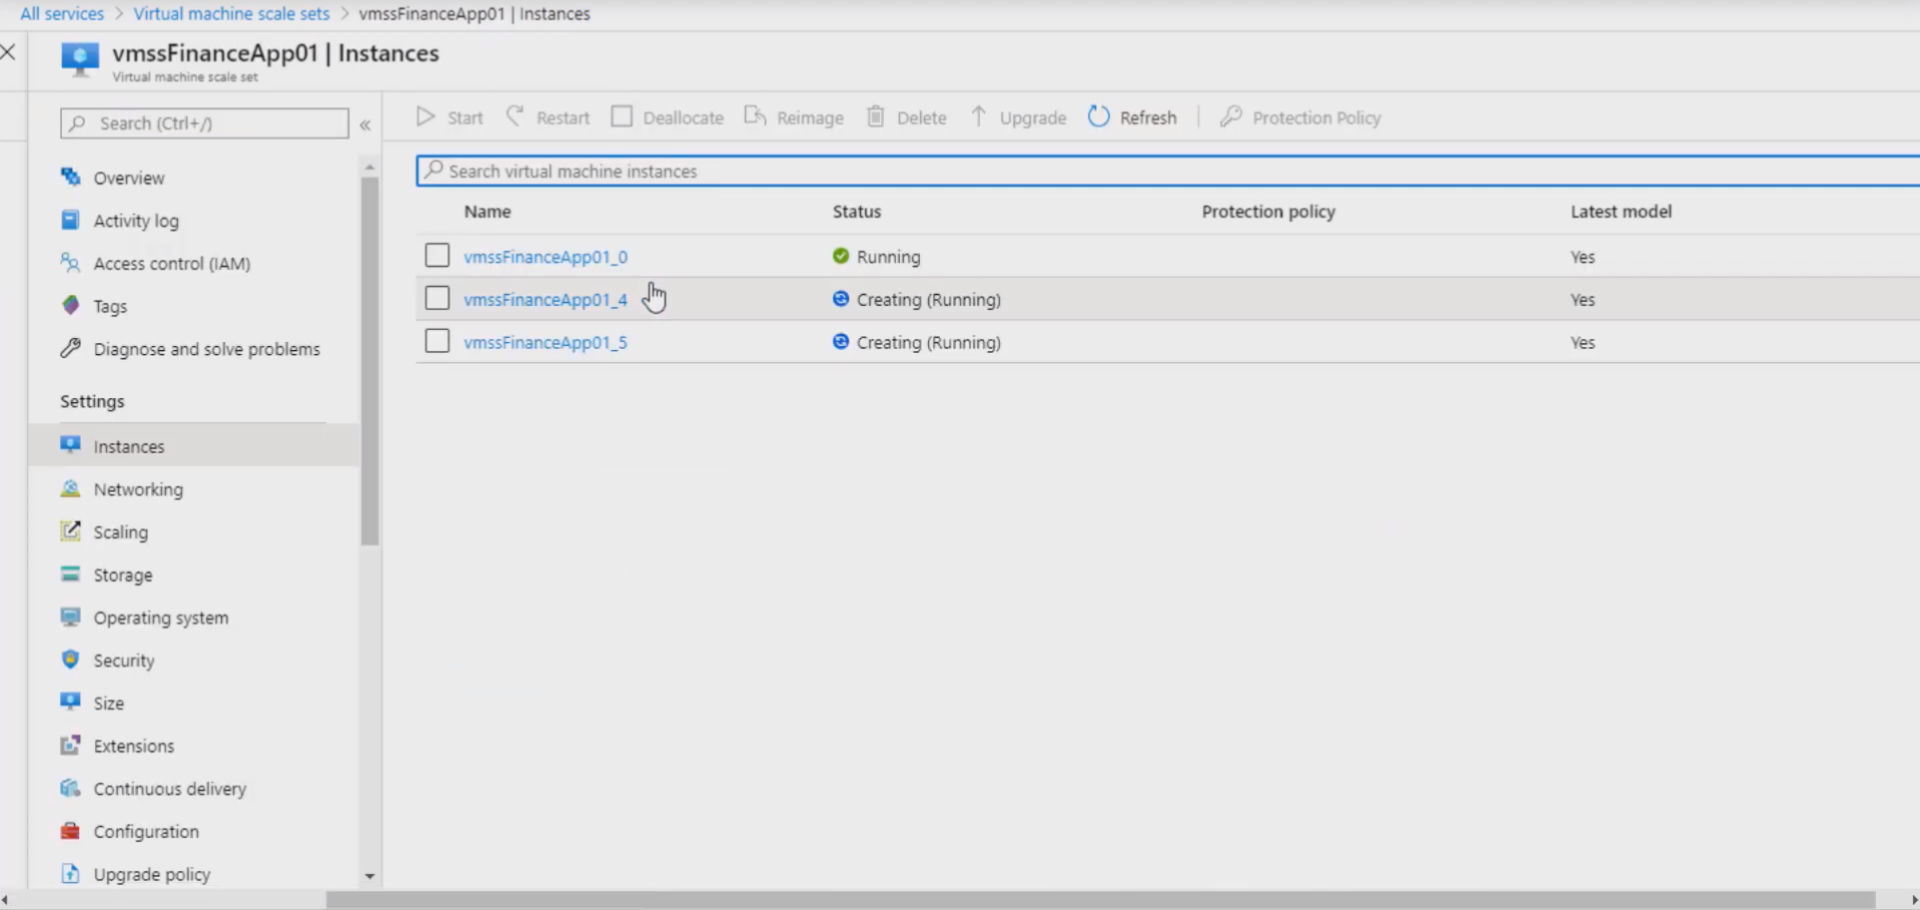 All services > Virtual machine scale sets > vmssFinanceApp01 | Instances
vmssFinanceApp01 | Instances
Virtual machine scale set
Search (Ctrl+/)
«
Overview
Activity log
Access control (IAM)
Tags
Diagnose and solve problems
Settings
Instances
Networking
Scaling
Storage
Operating system
Security
Size
Extensions
Continuous delivery
Configuration
Upgrade policy
Start Restart Deallocate Reimage Delete Upgrade Refresh Protection Policy
Search virtual machine instances
Name Status Protection policy Latest model
vmssFinanceApp01_0 Running Yes
vmssFinanceApp01_4 Creating (Running) Yes
vmssFinanceApp01_5 Creating (Running) Yes